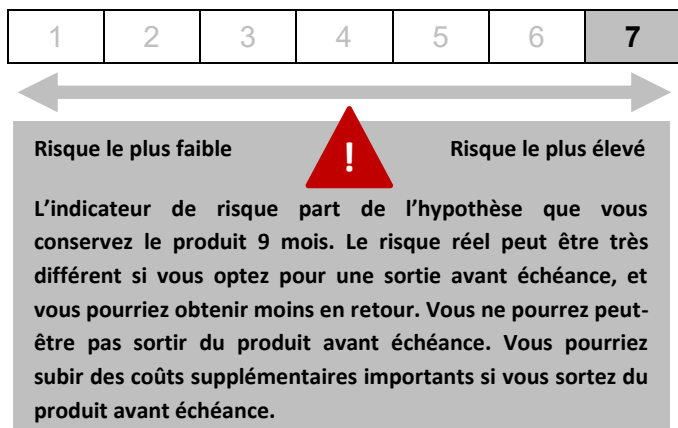 1 2 3 4 5 6 7
!
Risque le plus faible Risque le plus élevé
L’indicateur de risque part de l’hypothèse que vous
conservez le produit 9 mois. Le risque réel peut être très
différent si vous optez pour une sortie avant échéance, et
vous pourriez obtenir moins en retour. Vous ne pourrez peut-
être pas sortir du produit avant échéance. Vous pourriez
subir des coûts supplémentaires importants si vous sortez du
produit avant échéance.